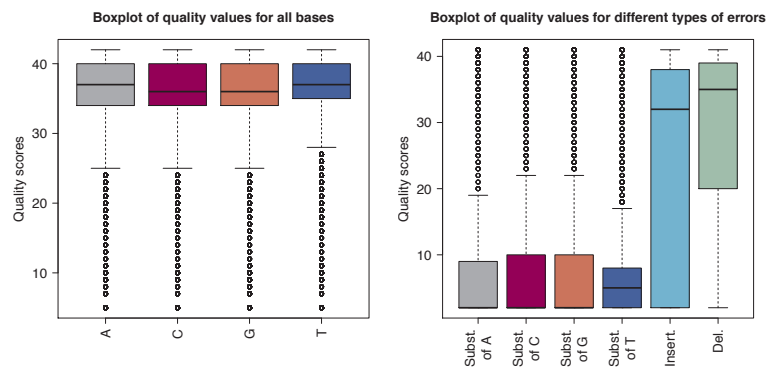 Boxplot of quality values for all bases
Quality scores
40
30
20
10
A
C
G
T
Boxplot of quality values for different types of errors
Quality scores
40
30
20
10
Subst.
of A
Subst.
of C
Subst.
of G
Subst.
of T
Insert.
Del.